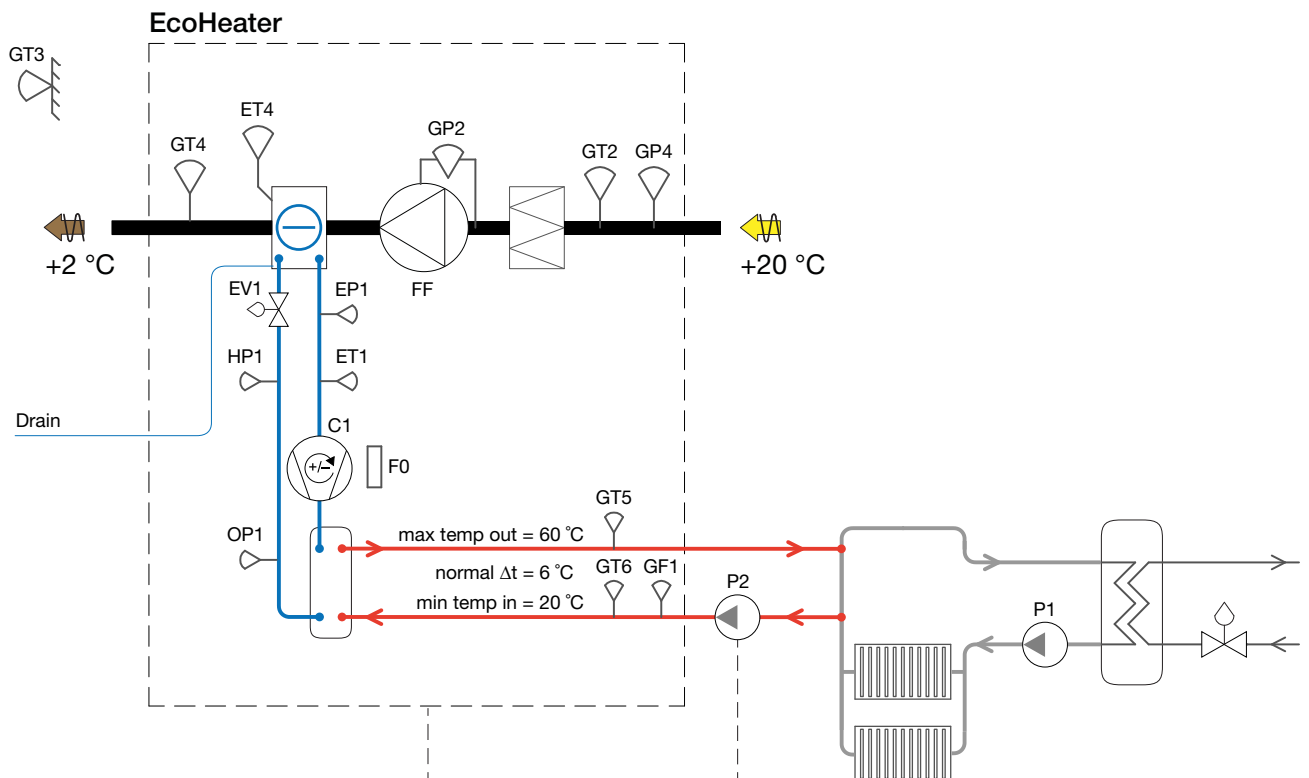 EcoHeater
GT3
ET4
GT4
GP2
GT2
GP4
+2 °C
+20 °C
FF
EV1
EP1
HP1
ET1
Drain
C1
+/–
F0
GT5
OP1
max temp out = 60 °C
normal Δt = 6 °C
GT6
GF1
P2
min temp in = 20 °C
P1